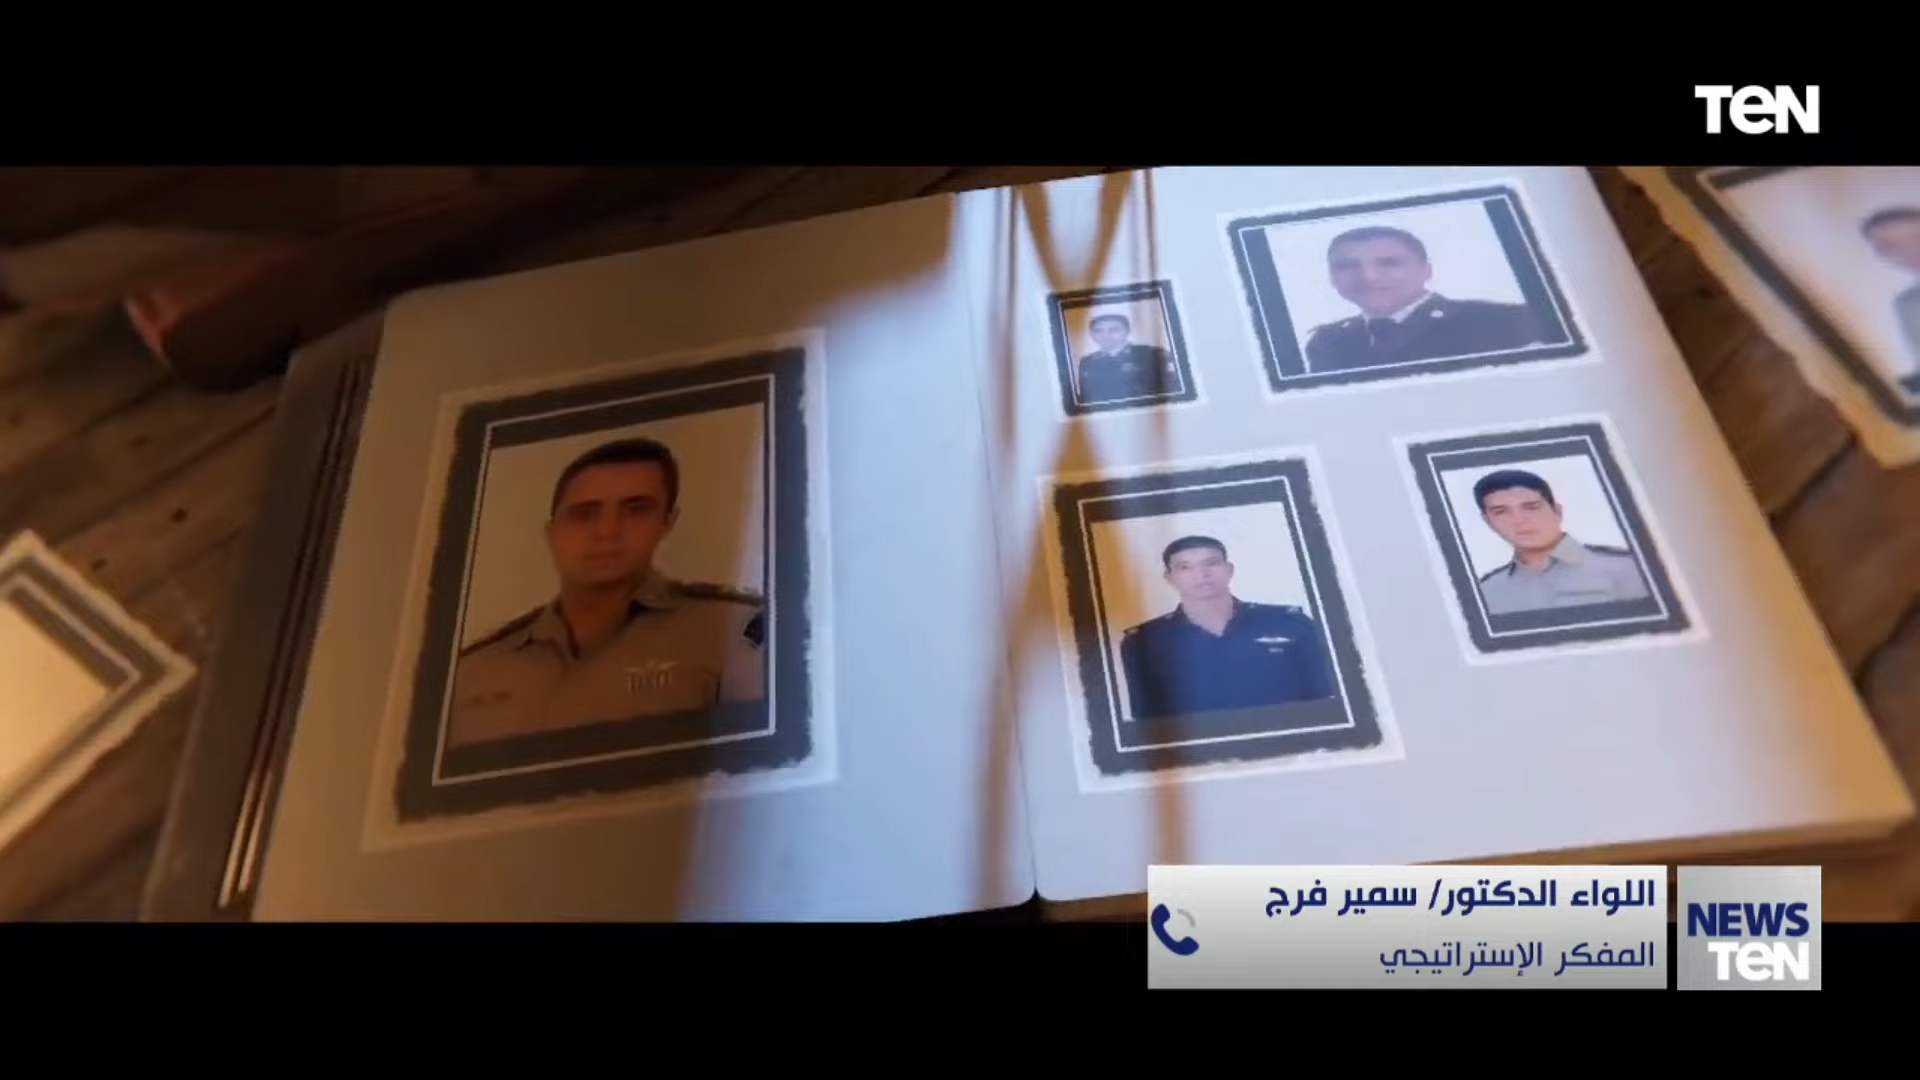 TEN
اللواء الدكتور/ سمير فرج
المفكر الإستراتيجي
NEWS
TEN